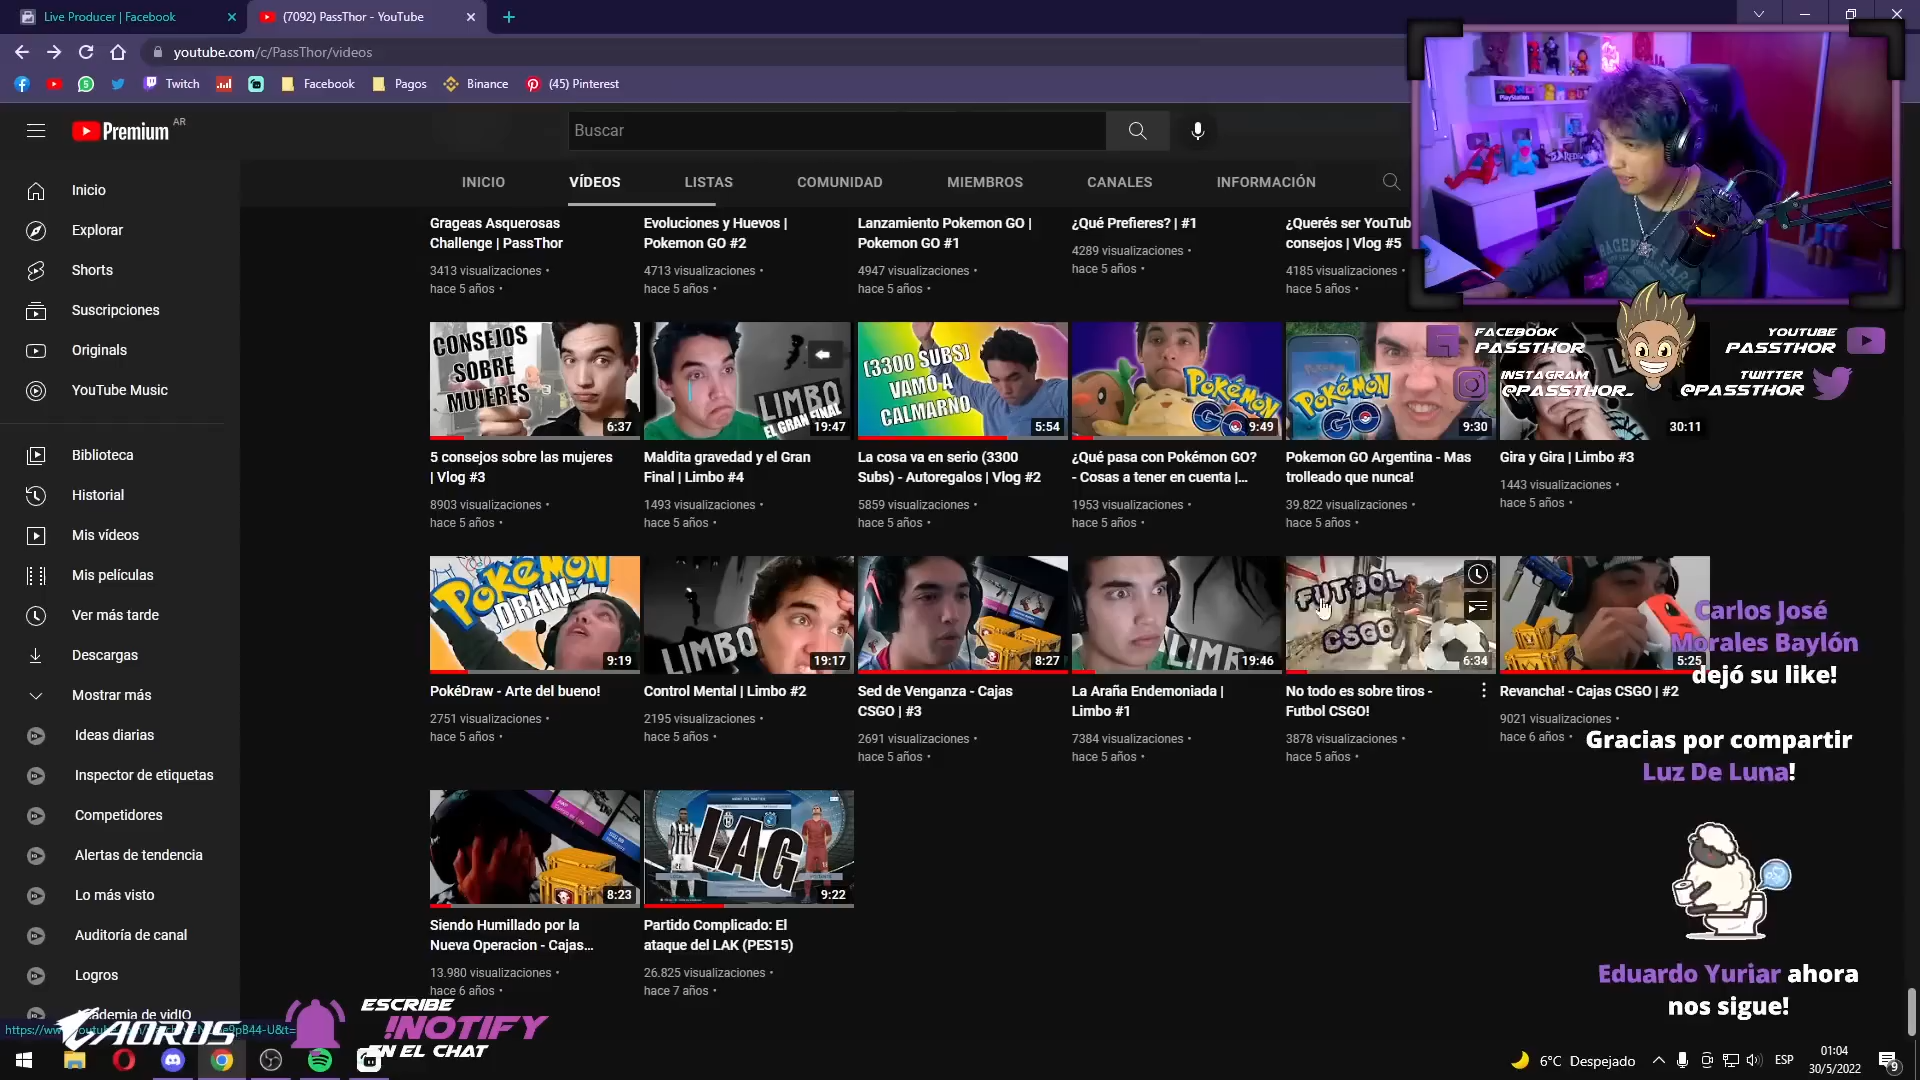 Live Producer | Facebook
(7092) PassThor - YouTube
youtube.com/c/PassThor/videos
Twitch
Facebook
Pagos
Binance
(45) Pinterest
Premium
AR
Buscar
INICIO
VÍDEOS
LISTAS
COMUNIDAD
MIEMBROS
CANALES
INFORMACIÓN
Inicio
Explorar
Shorts
Suscripciones
Originals
YouTube Music
Biblioteca
Historial
Mis vídeos
Mis películas
Ver más tarde
Descargas
Mostrar más
Ideas diarias
Inspector de etiquetas
Competidores
Alertas de tendencia
Lo más visto
Auditoría de canal
Logros
Academia de vidIQ
Grageas Asquerosas
Challenge | PassThor
3413 visualizaciones •
hace 5 años •
Evoluciones y Huevos |
Pokemon GO #2
4713 visualizaciones •
hace 5 años •
Lanzamiento Pokemon GO |
Pokemon GO #1
4947 visualizaciones •
hace 5 años •
¿Qué Prefieres? | #1
4289 visualizaciones •
hace 5 años •
¿Querés ser YouTub
consejos | Vlog #5
4185 visualizaciones •
hace 5 años •
CONSEJOS
SOBRE
MUJERES
6:37
5 consejos sobre las mujeres
| Vlog #3
8903 visualizaciones •
hace 5 años •
LIMBO
EL GRAN FINAL
19:47
Maldita gravedad y el Gran
Final | Limbo #4
1493 visualizaciones •
hace 5 años •
(3300 SUBS)
VAMO A
CALMARNO
5:54
La cosa va en serio (3300
Subs) - Autoregalos | Vlog #2
5859 visualizaciones •
hace 5 años •
POKéMON
GO
9:49
¿Qué pasa con Pokémon GO?
- Cosas a tener en cuenta |...
1953 visualizaciones •
hace 5 años •
POKéMON
GO
9:30
Pokemon GO Argentina - Mas
trolleado que nunca!
39.822 visualizaciones •
hace 5 años •
30:11
Gira y Gira | Limbo #3
1443 visualizaciones •
hace 5 años •
FACEBOOK
PASSTHOR
INSTAGRAM
@PASSTHOR_
YOUTUBE
PASSTHOR
TWITTER
@PASSTHOR
POKéMON
DRAW
9:19
PokéDraw - Arte del bueno!
2751 visualizaciones •
hace 5 años •
LIMBO
19:17
Control Mental | Limbo #2
2195 visualizaciones •
hace 5 años •
8:27
Sed de Venganza - Cajas
CSGO | #3
2691 visualizaciones •
hace 5 años •
19:46
La Araña Endemoniada |
Limbo #1
7384 visualizaciones •
hace 5 años •
FUTBOL
CSGO
6:34
No todo es sobre tiros -
Futbol CSGO!
3878 visualizaciones •
hace 5 años •
5:25
Revancha! - Cajas CSGO | #2
9021 visualizaciones •
hace 6 años •
Carlos José
Morales Baylón
dejó su like!
Gracias por compartir
Luz De Luna!
Eduardo Yuriar ahora
nos sigue!
8:23
Siendo Humillado por la
Nueva Operacion - Cajas...
13.980 visualizaciones •
hace 6 años •
LAG
9:22
Partido Complicado: El
ataque del LAK (PES15)
26.825 visualizaciones •
hace 7 años •
AORUS
ESCRIBE
!NOTIFY
EN EL CHAT
6°C Despejado
ESP
01:04
30/5/2022
9